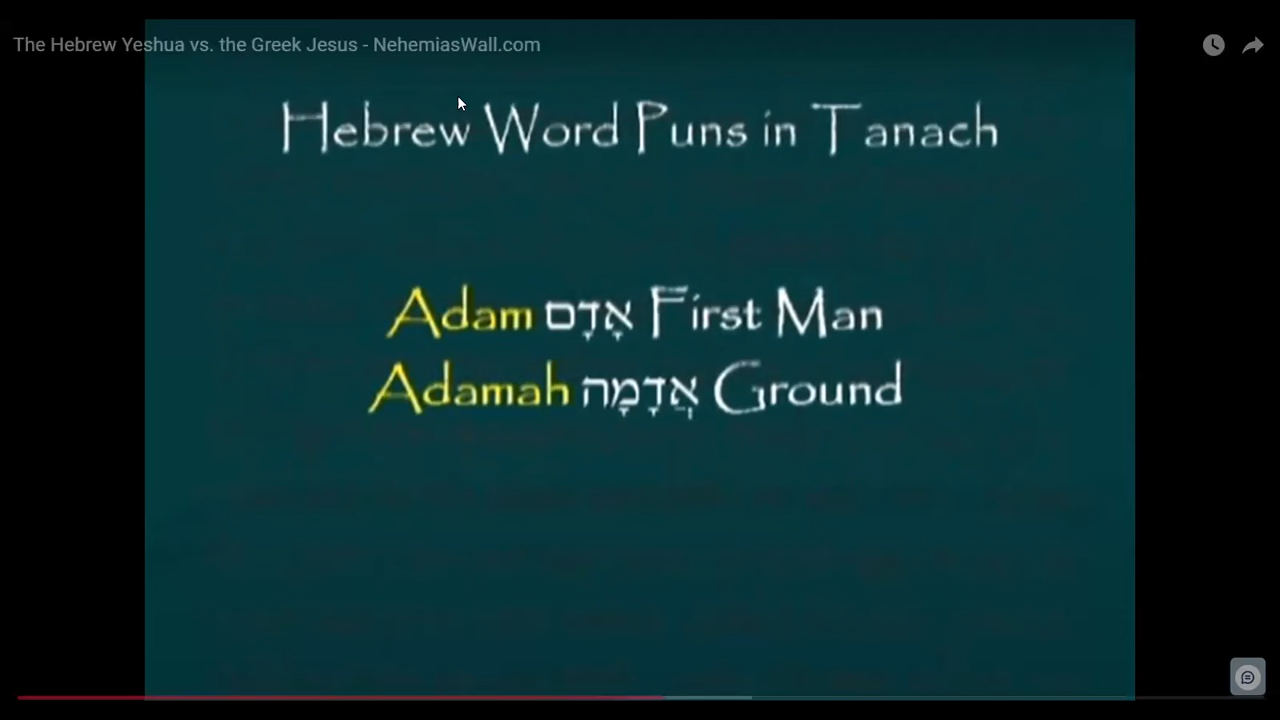 The Hebrew Yeshua vs. the Greek Jesus - NehemiasWall.com
Hebrew Word Puns in Tanach
Adam אָדָם First Man
Adamah אֲדָמָה Ground